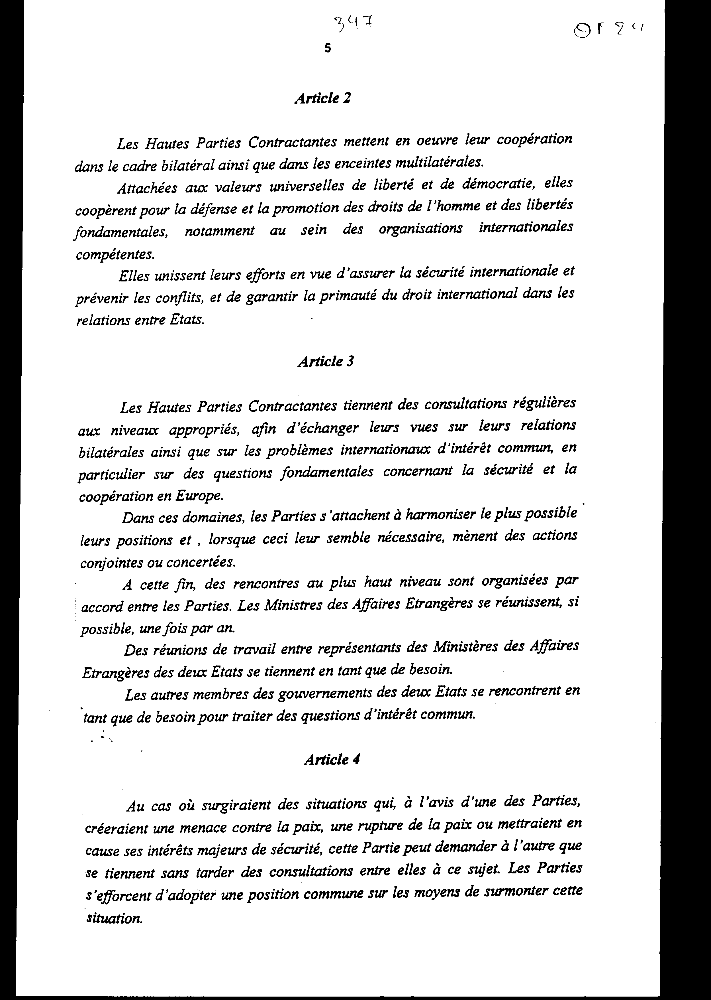 347
5
Article 2
Les Hautes Parties Contractantes mettent en oeuvre leur coopération
dans le cadre bilatéral ainsi que dans les enceintes multilatérales.
Attachées aux valeurs universelles de liberté et de démocratie, elles
coopèrent pour la défense et la promotion des droits de l'homme et des libertés
fondamentales, notamment au sein des organisations internationales
compétentes.
Elles unissent leurs efforts en vue d'assurer la sécurité internationale et
prévenir les conflits, et de garantir la primauté du droit international dans les
relations entre Etats.
Article 3
Les Hautes Parties Contractantes tiennent des consultations régulières
aux niveaux appropriés, afin d'échanger leurs vues sur leurs relations
bilatérales ainsi que sur les problèmes internationaux d'intérêt commun, en
particulier sur des questions fondamentales concernant la sécurité et la
coopération en Europe.
Dans ces domaines, les Parties s'attachent à harmoniser le plus possible
leurs positions et , lorsque ceci leur semble nécessaire, mènent des actions
conjointes ou concertées.
A cette fin, des rencontres au plus haut niveau sont organisées par
accord entre les Parties. Les Ministres des Affaires Etrangères se réunissent, si
possible, une fois par an.
Des réunions de travail entre représentants des Ministères des Affaires
Etrangères des deux Etats se tiennent en tant que de besoin.
Les autres membres des gouvernements des deux Etats se rencontrent en
tant que de besoin pour traiter des questions d'intérêt commun.
Article 4
Au cas où surgiraient des situations qui, à l'avis d'une des Parties,
créeraient une menace contre la paix, une rupture de la paix ou mettraient en
cause ses intérêts majeurs de sécurité, cette Partie peut demander à l'autre que
se tiennent sans tarder des consultations entre elles à ce sujet. Les Parties
s'efforcent d'adopter une position commune sur les moyens de surmonter cette
situation.